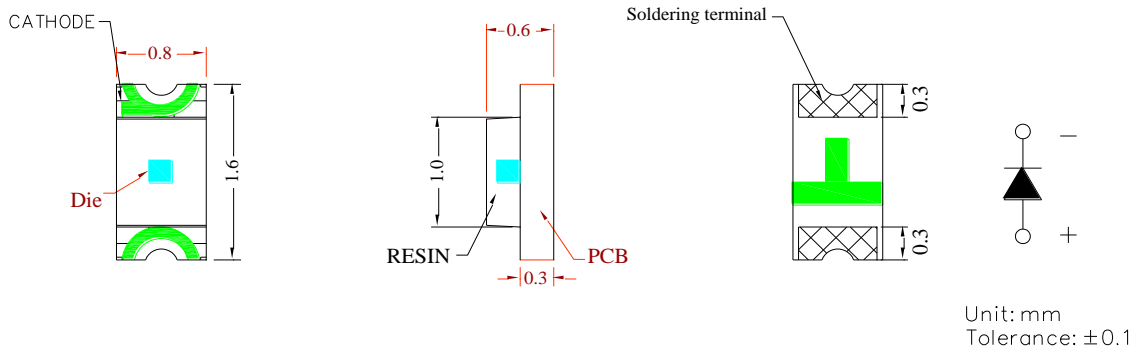 CATHODE
0.8
1.6
Die
0.6
1.0
RESIN
PCB
0.3
Soldering terminal
0.3
0.3
−
+
Unit: mm
Tolerance: ±0.1